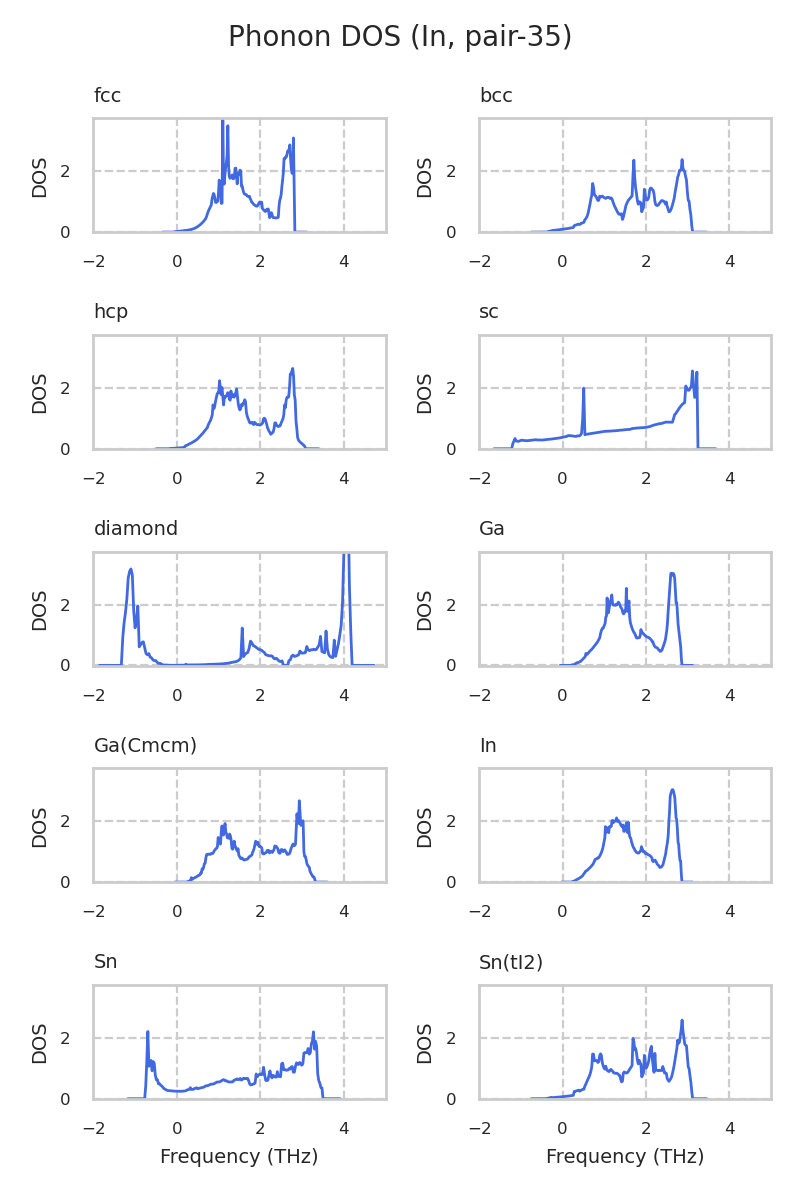 Phonon DOS (In, pair-35)
fcc
bcc
DOS
2
0
−2 0 2 4
DOS
2
0
−2 0 2 4
hcp
sc
DOS
2
0
−2 0 2 4
DOS
2
0
−2 0 2 4
diamond
Ga
DOS
2
0
−2 0 2 4
DOS
2
0
−2 0 2 4
Ga(Cmcm)
In
DOS
2
0
−2 0 2 4
DOS
2
0
−2 0 2 4
Sn
Sn(tI2)
DOS
2
0
−2 0 2 4
Frequency (THz)
DOS
2
0
−2 0 2 4
Frequency (THz)